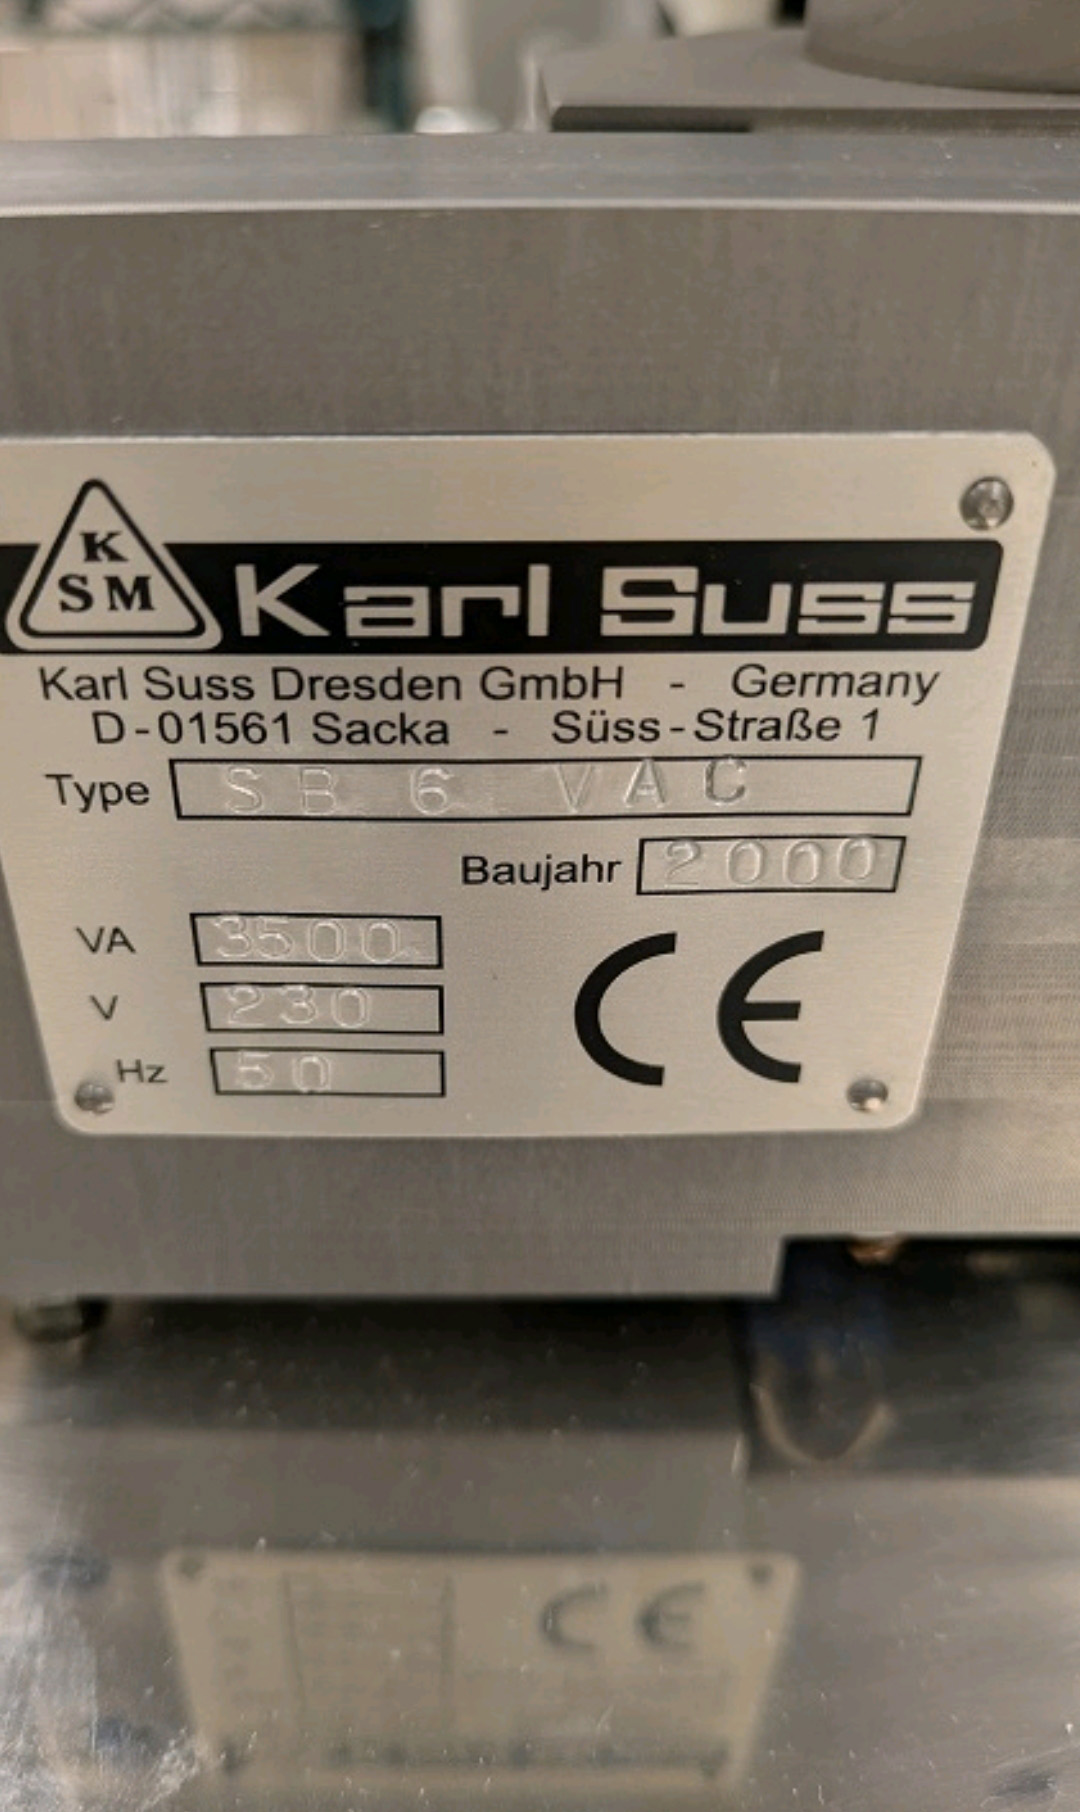 K
SM
Karl Suss
Karl Suss Dresden GmbH - Germany
D-01561 Sacka - Süss-Straße 1
Type SB 6 VAC
Baujahr 2000
VA 3500
V 230
Hz 50
CE
CE